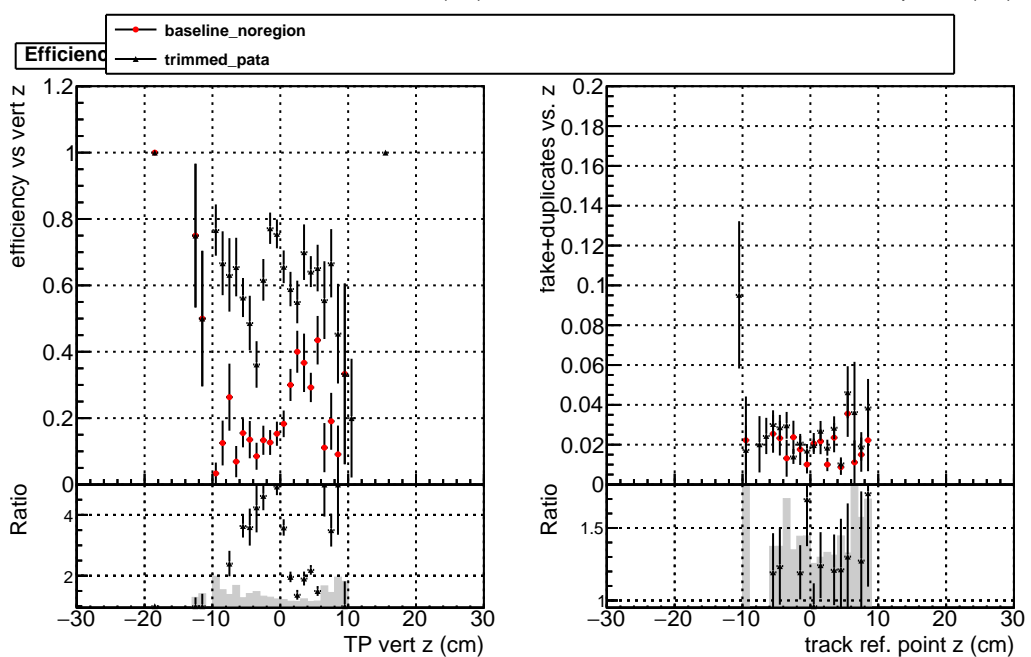 baseline_noregion
trimmed_pata
Efficienc
efficiency vs vert z
1.2
1
0.8
0.6
0.4
0.2
0
Ratio
4
2
−30 −20 −10 0 10 20 30
TP vert z (cm)
fake+duplicates vs. z
0.2
0.18
0.16
0.14
0.12
0.1
0.08
0.06
0.04
0.02
0
Ratio
1.5
1
−30 −20 −10 0 10 20 30
track ref. point z (cm)